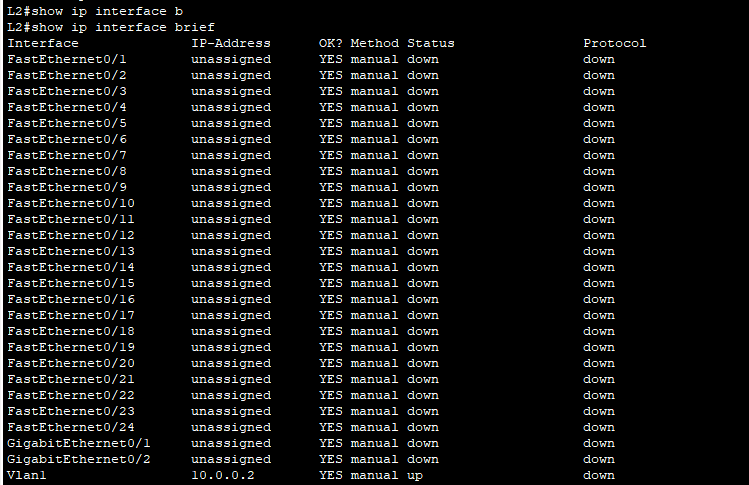 L2#show ip interface b
L2#show ip interface brief
Interface              IP-Address      OK? Method Status                Protocol
FastEthernet0/1        unassigned      YES manual down                  down
FastEthernet0/2        unassigned      YES manual down                  down
FastEthernet0/3        unassigned      YES manual down                  down
FastEthernet0/4        unassigned      YES manual down                  down
FastEthernet0/5        unassigned      YES manual down                  down
FastEthernet0/6        unassigned      YES manual down                  down
FastEthernet0/7        unassigned      YES manual down                  down
FastEthernet0/8        unassigned      YES manual down                  down
FastEthernet0/9        unassigned      YES manual down                  down
FastEthernet0/10       unassigned      YES manual down                  down
FastEthernet0/11       unassigned      YES manual down                  down
FastEthernet0/12       unassigned      YES manual down                  down
FastEthernet0/13       unassigned      YES manual down                  down
FastEthernet0/14       unassigned      YES manual down                  down
FastEthernet0/15       unassigned      YES manual down                  down
FastEthernet0/16       unassigned      YES manual down                  down
FastEthernet0/17       unassigned      YES manual down                  down
FastEthernet0/18       unassigned      YES manual down                  down
FastEthernet0/19       unassigned      YES manual down                  down
FastEthernet0/20       unassigned      YES manual down                  down
FastEthernet0/21       unassigned      YES manual down                  down
FastEthernet0/22       unassigned      YES manual down                  down
FastEthernet0/23       unassigned      YES manual down                  down
FastEthernet0/24       unassigned      YES manual down                  down
GigabitEthernet0/1     unassigned      YES manual down                  down
GigabitEthernet0/2     unassigned      YES manual down                  down
Vlan1                  10.0.0.2        YES manual up                    down